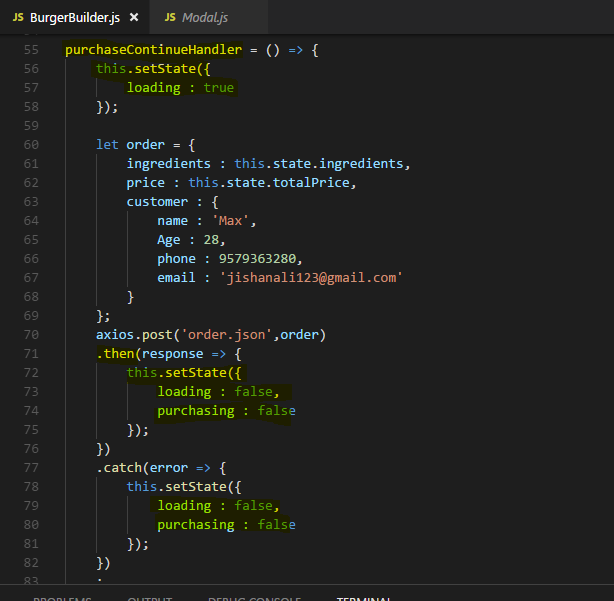 JS BurgerBuilder.js × JS Modal.js
55 purchaseContinueHandler = () => {
56 this.setState({
57 loading : true
58 });
59
60 let order = {
61 ingredients : this.state.ingredients,
62 price : this.state.totalPrice,
63 customer : {
64 name : 'Max',
65 Age : 28,
66 phone : 9579363280,
67 email : 'jishanali123@gmail.com'
68 }
69 };
70 axios.post('order.json',order)
71 .then(response => {
72 this.setState({
73 loading : false,
74 purchasing : false
75 });
76 })
77 .catch(error => {
78 this.setState({
79 loading : false,
80 purchasing : false
81 });
82 })
83 ;
PROBLEMS OUTPUT DEBUG CONSOLE TERMINAL